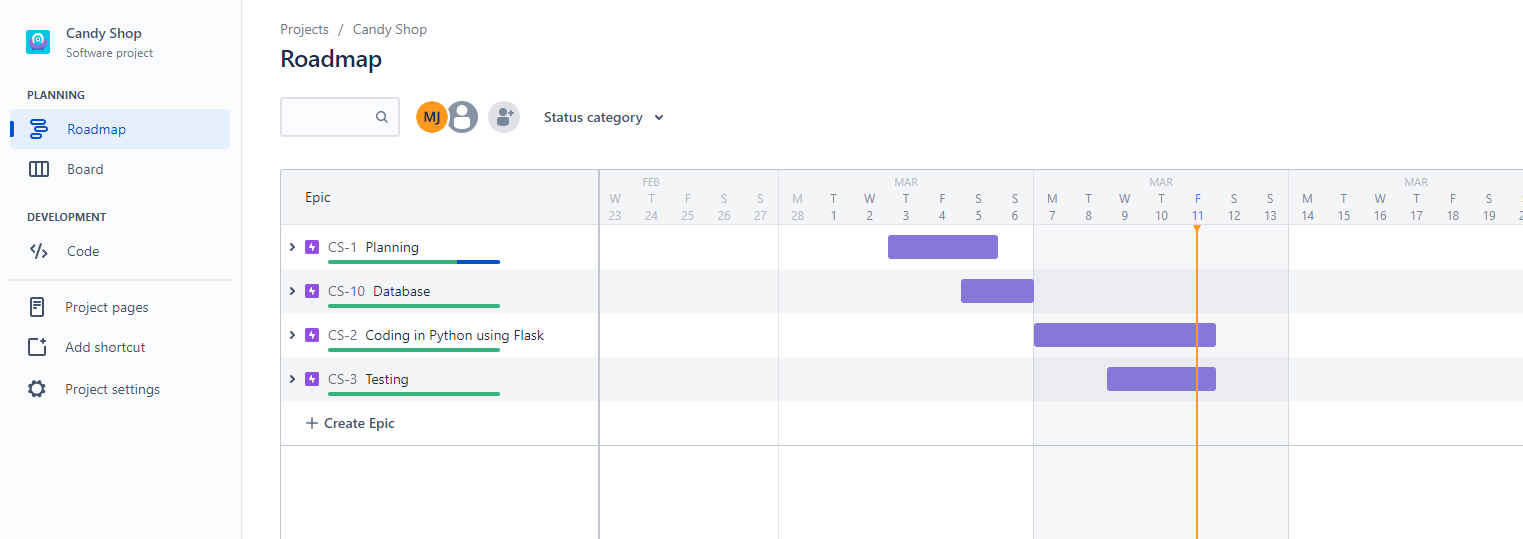 Candy Shop
Software project
PLANNING
Roadmap
Board
DEVELOPMENT
Code
Project pages
Add shortcut
Project settings
Projects / Candy Shop
Roadmap
MJ
Status category
Epic
FEB MAR MAR MAR
W T F S S M T W T F S S M T W T F S S M T W T F S
23 24 25 26 27 28 1 2 3 4 5 6 7 8 9 10 11 12 13 14 15 16 17 18 19
CS-1 Planning
CS-10 Database
CS-2 Coding in Python using Flask
CS-3 Testing
+ Create Epic